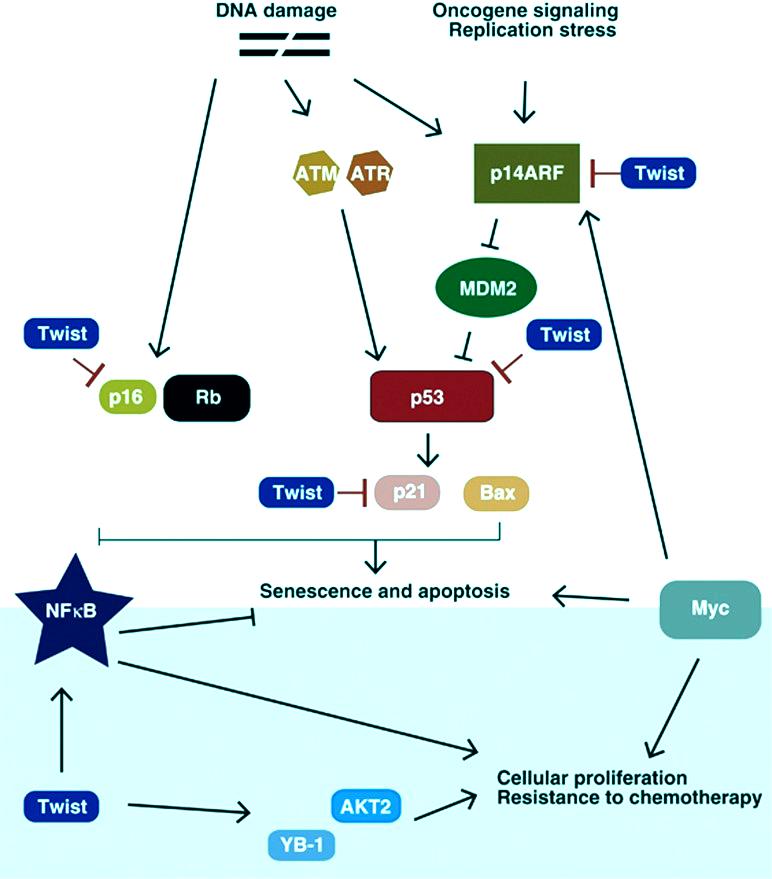 DNA damage
Oncogene signaling
Replication stress
ATM
ATR
p14ARF
Twist
MDM2
Twist
Twist
p16
Rb
p53
Twist
p21
Bax
Senescence and apoptosis
NFκB
Myc
Cellular proliferation
Resistance to chemotherapy
Twist
AKT2
YB-1